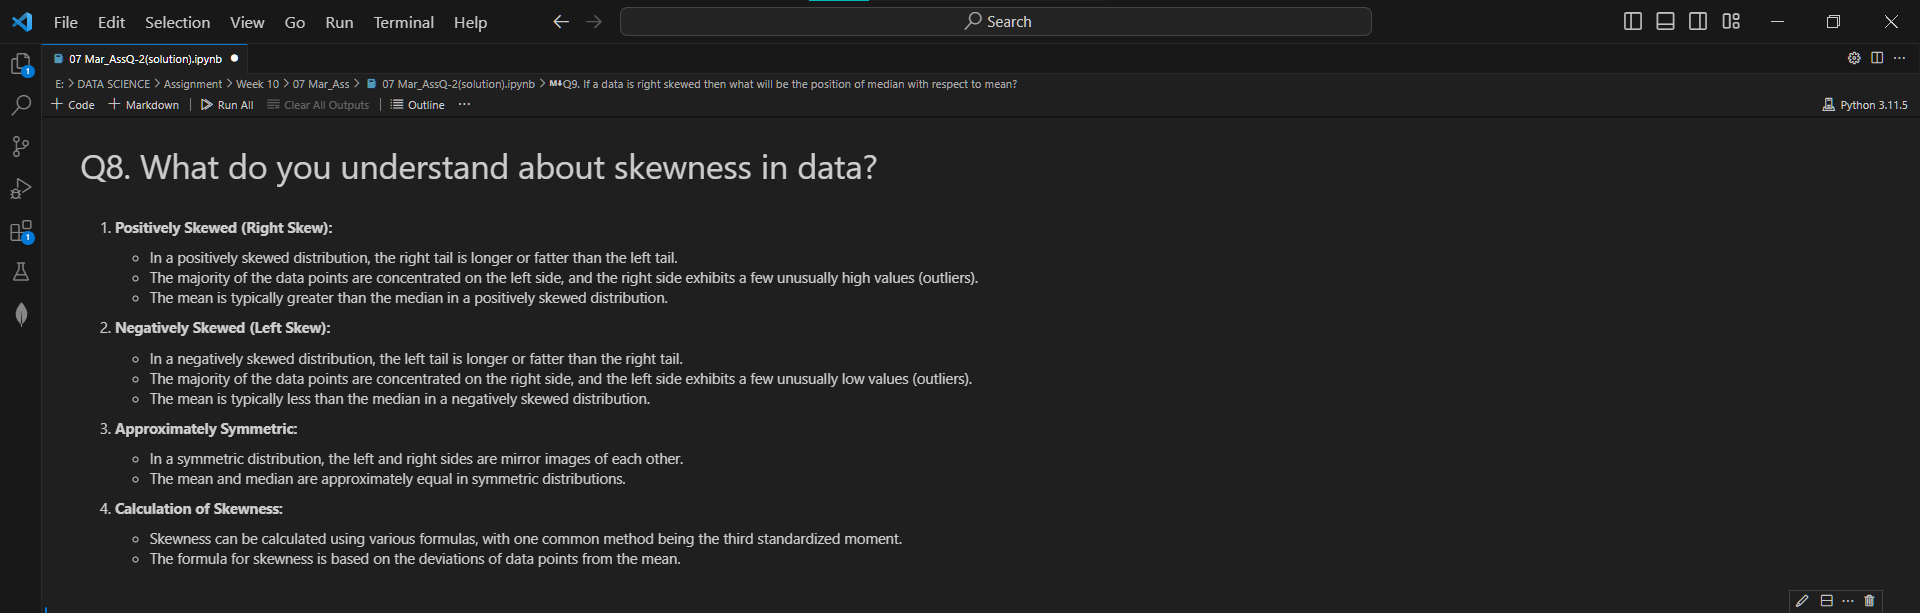 File Edit Selection View Go Run Terminal Help Search
07 Mar_AssQ-2(solution).ipynb
E: > DATA SCIENCE > Assignment > Week 10 > 07 Mar_Ass > 07 Mar_AssQ-2(solution).ipynb > M↓Q9. If a data is right skewed then what will be the position of median with respect to mean?
+ Code + Markdown | Run All Clear All Outputs | Outline ... Python 3.11.5
Q8. What do you understand about skewness in data?
1. Positively Skewed (Right Skew):
In a positively skewed distribution, the right tail is longer or fatter than the left tail.
The majority of the data points are concentrated on the left side, and the right side exhibits a few unusually high values (outliers).
The mean is typically greater than the median in a positively skewed distribution.
2. Negatively Skewed (Left Skew):
In a negatively skewed distribution, the left tail is longer or fatter than the right tail.
The majority of the data points are concentrated on the right side, and the left side exhibits a few unusually low values (outliers).
The mean is typically less than the median in a negatively skewed distribution.
3. Approximately Symmetric:
In a symmetric distribution, the left and right sides are mirror images of each other.
The mean and median are approximately equal in symmetric distributions.
4. Calculation of Skewness:
Skewness can be calculated using various formulas, with one common method being the third standardized moment.
The formula for skewness is based on the deviations of data points from the mean.
1
1